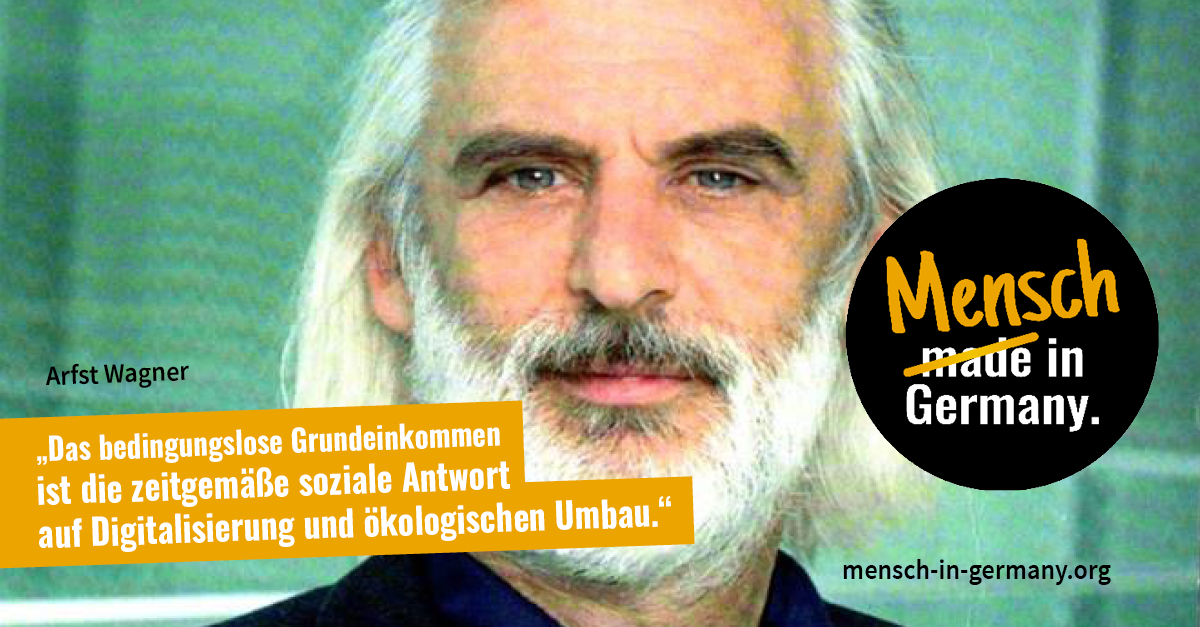 Arfst Wagner
„Das bedingungslose Grundeinkommen
ist die zeitgemäße soziale Antwort
auf Digitalisierung und ökologischen Umbau.“
Mensch
made in
Germany.
mensch-in-germany.org